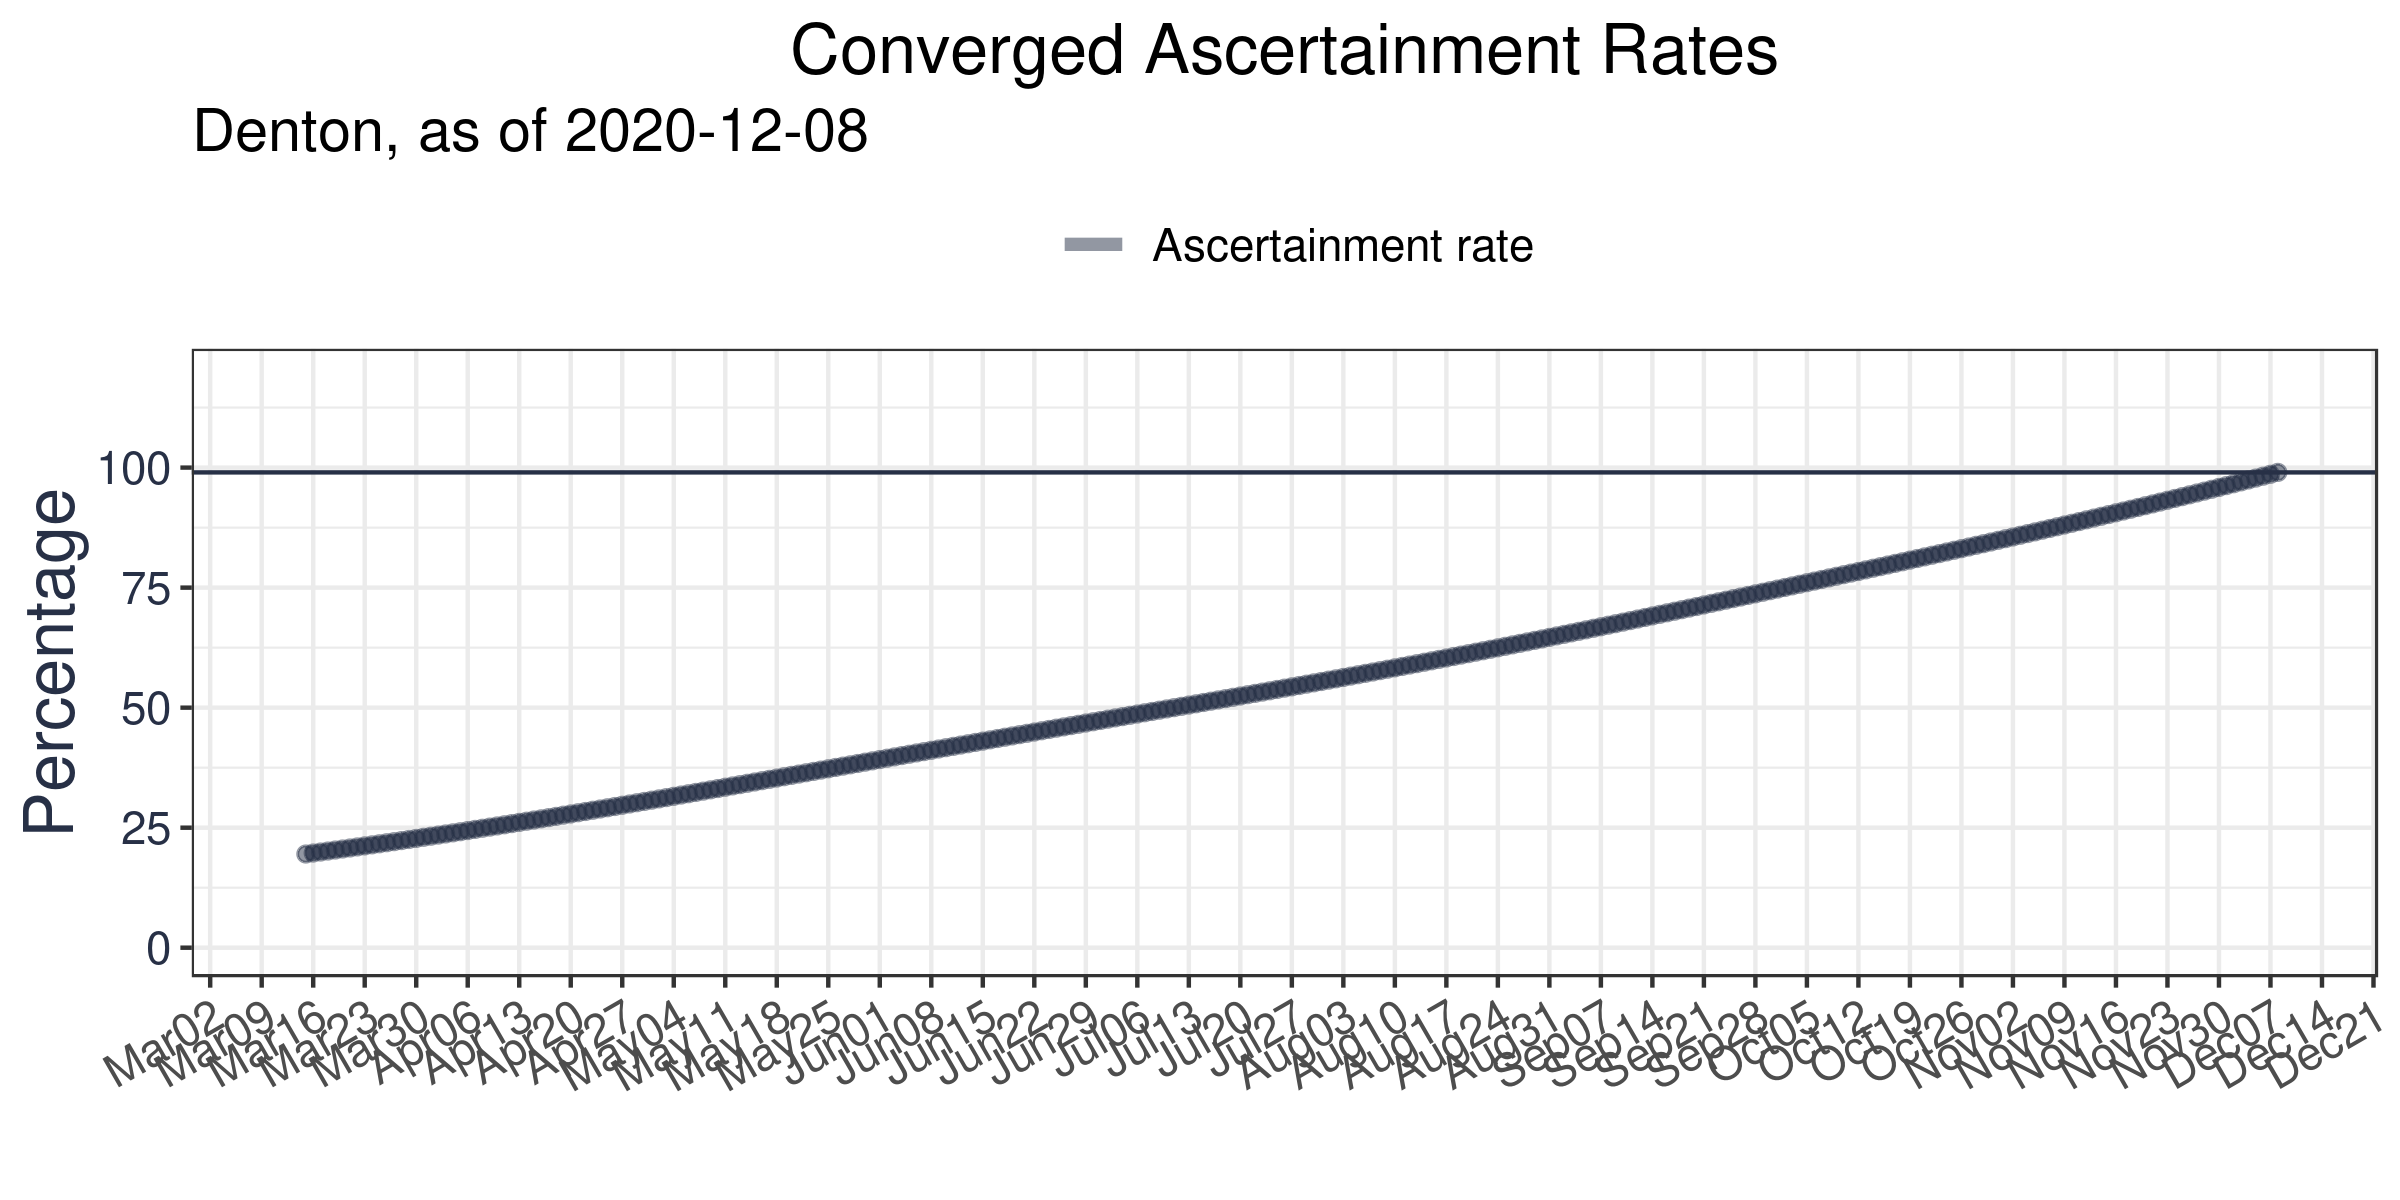 Converged Ascertainment Rates
Denton, as of 2020-12-08
Ascertainment rate
Percentage
100
75
50
25
0
Mar02 Mar09 Mar16 Mar23 Mar30 Apr06 Apr13 Apr20 Apr27 May04 May11 May18 May25 Jun01 Jun08 Jun15 Jun22 Jun29 Jul06 Jul13 Jul20 Jul27 Aug03 Aug10 Aug17 Aug24 Aug31 Sep07 Sep14 Sep21 Sep28 Oct05 Oct12 Oct19 Oct26 Nov02 Nov09 Nov16 Nov23 Nov30 Dec07 Dec14 Dec21